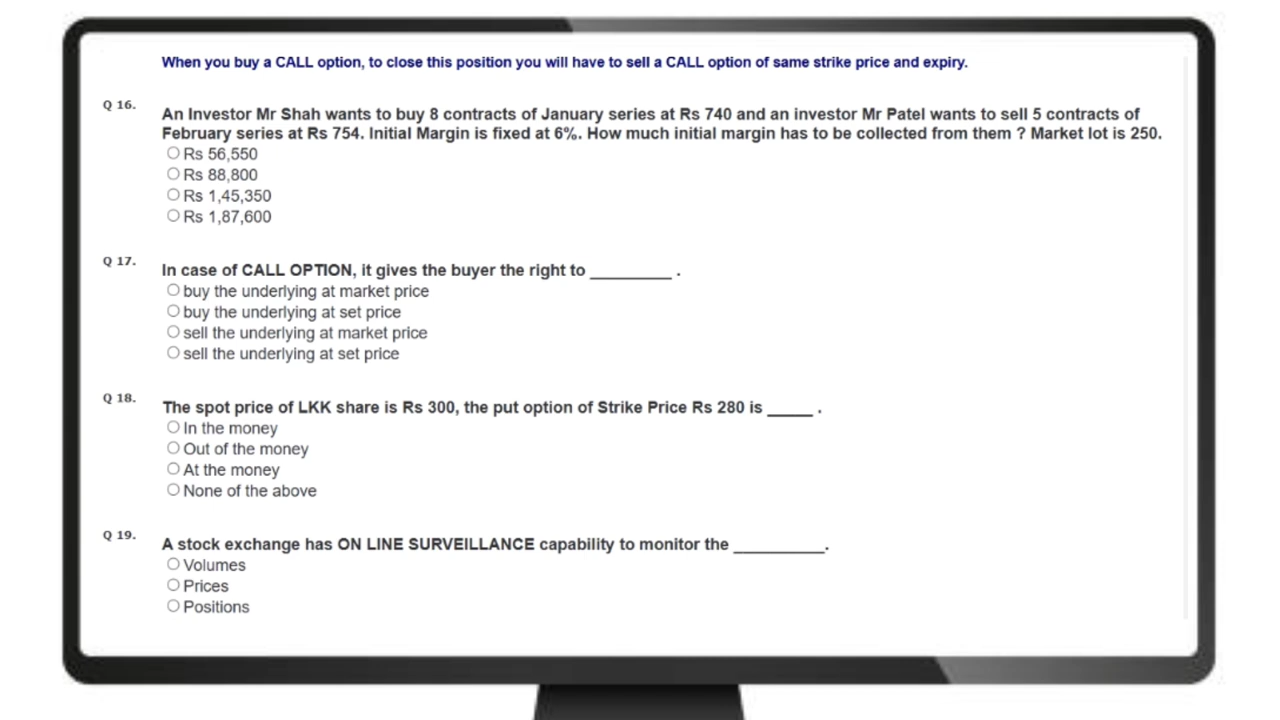 When you buy a CALL option, to close this position you will have to sell a CALL option of same strike price and expiry.
Q 16.
An Investor Mr Shah wants to buy 8 contracts of January series at Rs 740 and an investor Mr Patel wants to sell 5 contracts of
February series at Rs 754. Initial Margin is fixed at 6%. How much initial margin has to be collected from them ? Market lot is 250.
Rs 56,550
Rs 88,800
Rs 1,45,350
Rs 1,87,600
Q 17.
In case of CALL OPTION, it gives the buyer the right to _________ .
buy the underlying at market price
buy the underlying at set price
sell the underlying at market price
sell the underlying at set price
Q 18.
The spot price of LKK share is Rs 300, the put option of Strike Price Rs 280 is _____ .
In the money
Out of the money
At the money
None of the above
Q 19.
A stock exchange has ON LINE SURVEILLANCE capability to monitor the __________.
Volumes
Prices
Positions